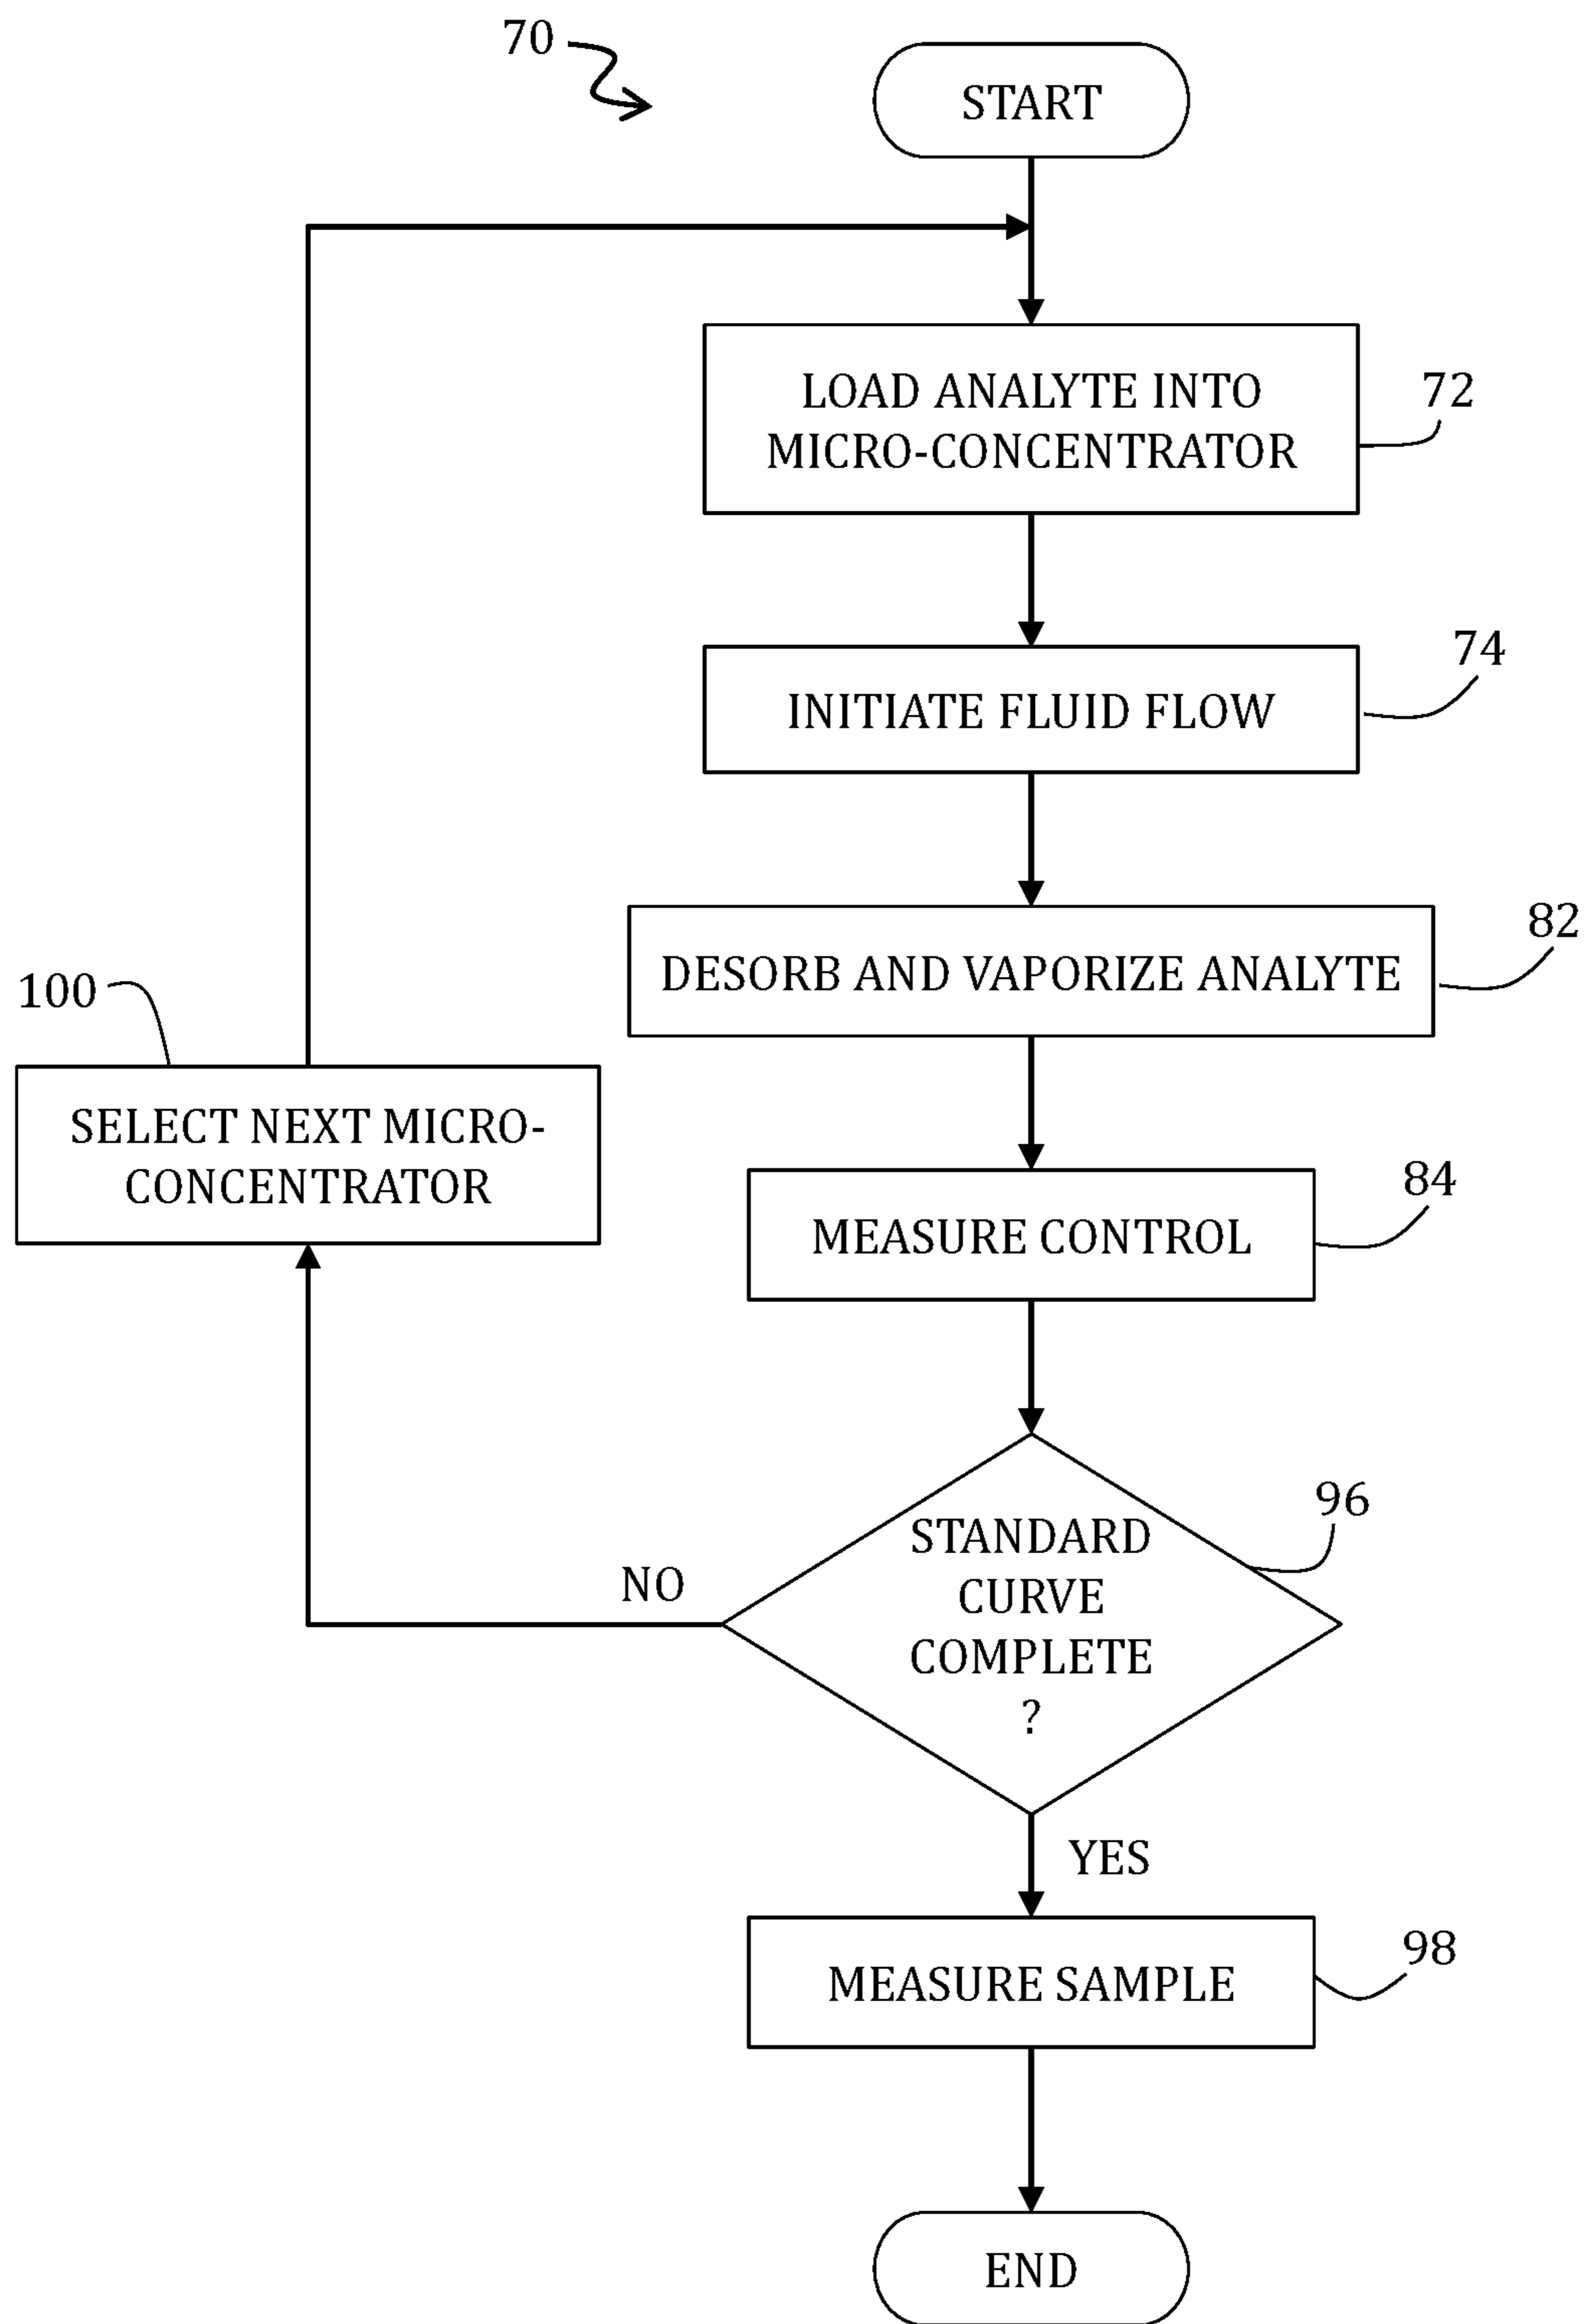 70
START
LOAD ANALYTE INTO
MICRO-CONCENTRATOR
72
INITIATE FLUID FLOW
74
DESORB AND VAPORIZE ANALYTE
82
100
SELECT NEXT MICRO-
CONCENTRATOR
MEASURE CONTROL
84
STANDARD
CURVE
COMPLETE
?
96
NO
YES
MEASURE SAMPLE
98
END